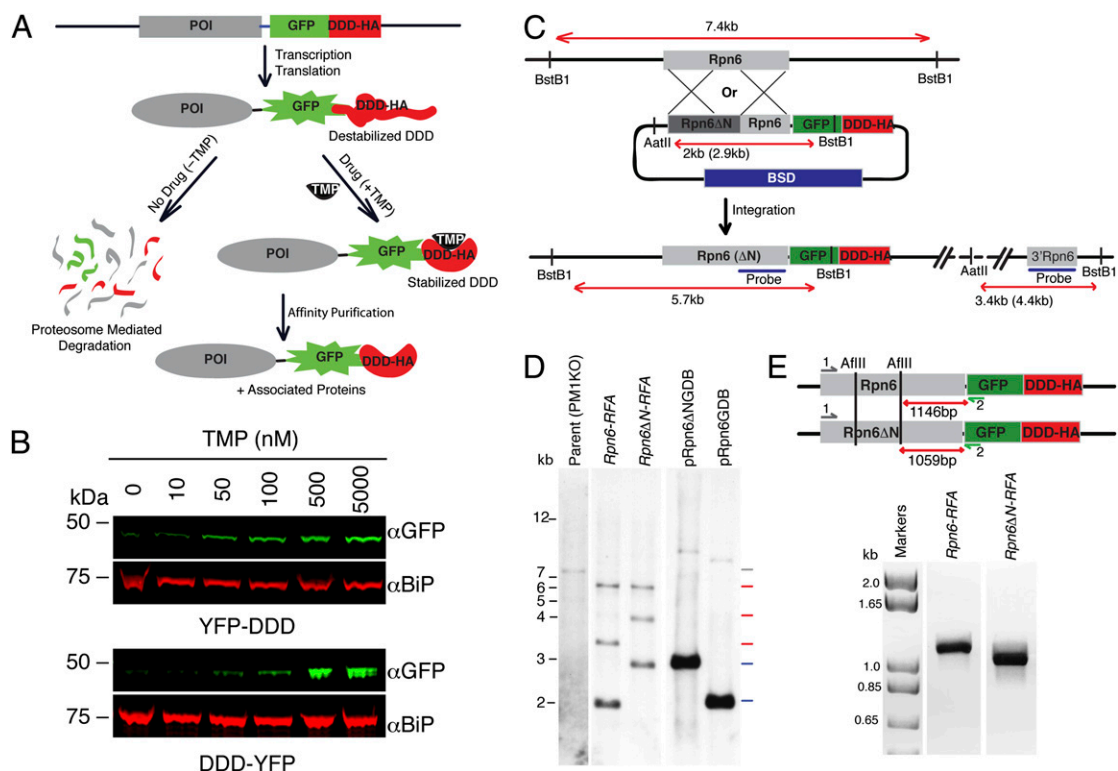 A
POI
GFP
DDD-HA
Transcription
Translation
POI
GFP
DDD-HA
Destabilized DDD
No Drug (–TMP)
Drug (+TMP)
TMP
POI
GFP
TMP
DDD-HA
Stabilized DDD
Proteosome Mediated
Degradation
Affinity Purification
POI
GFP
DDD-HA
+ Associated Proteins
B
TMP (nM)
kDa
0
10
50
100
500
5000
50
αGFP
75
αBiP
YFP-DDD
50
αGFP
75
αBiP
DDD-YFP
C
7.4kb
Rpn6
BstB1
BstB1
Or
Rpn6ΔN
Rpn6
GFP
DDD-HA
AatII
BstB1
2kb (2.9kb)
BSD
Integration
Rpn6 (ΔN)
GFP
DDD-HA
3'Rpn6
BstB1
Probe
BstB1
AatII
Probe
BstB1
5.7kb
3.4kb (4.4kb)
D
Parent (PM1KO)
Rpn6-RFA
Rpn6ΔN-RFA
pRpn6ΔNGDB
pRpn6GDB
kb
12
7
6
5
4
3
2
E
AflII
AflII
1
Rpn6
GFP
DDD-HA
1146bp
2
1
Rpn6ΔN
GFP
DDD-HA
1059bp
2
Markers
Rpn6-RFA
Rpn6ΔN-RFA
kb
2.0
1.65
1.0
0.85
0.65